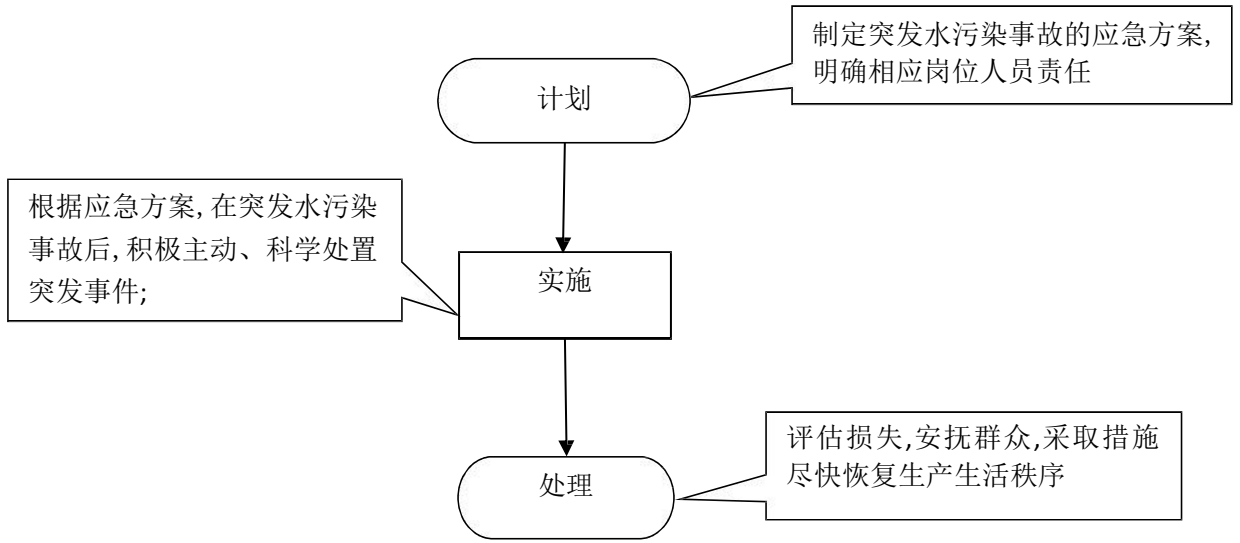 制定突发水污染事故的应急方案,
明确相应岗位人员责任
计划
根据应急方案,在突发水污染
事故后,积极主动、科学处置
突发事件;
实施
评估损失,安抚群众,采取措施
尽快恢复生产生活秩序
处理